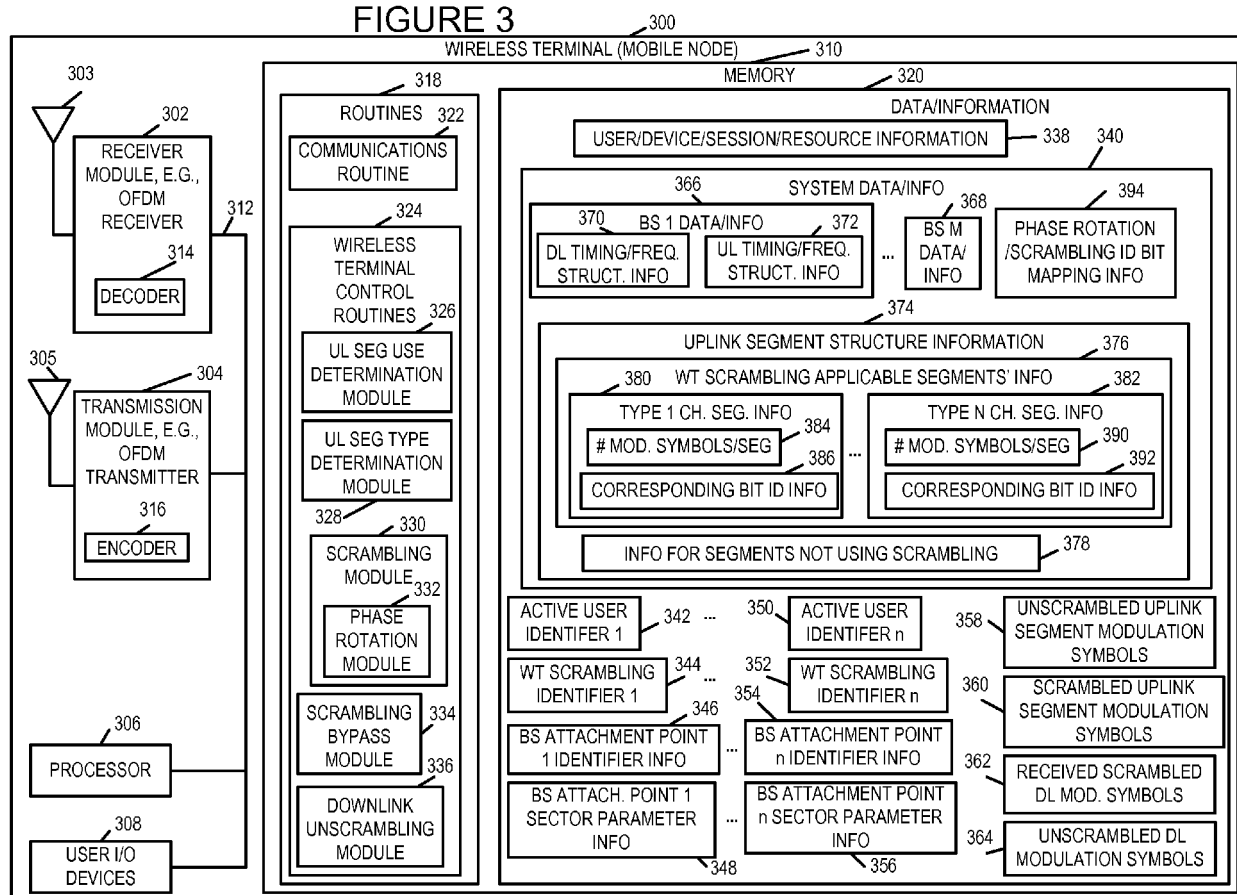 FIGURE 3
300
WIRELESS TERMINAL (MOBILE NODE)
310
MEMORY
303
302
RECEIVER
MODULE, E.G.,
OFDM
RECEIVER
312
314
DECODER
305
304
TRANSMISSION
MODULE, E.G.,
OFDM
TRANSMITTER
316
ENCODER
306
PROCESSOR
308
USER I/O
DEVICES
318
ROUTINES
322
COMMUNICATIONS
ROUTINE
324
WIRELESS
TERMINAL
CONTROL
ROUTINES
326
UL SEG USE
DETERMINATION
MODULE
UL SEG TYPE
DETERMINATION
MODULE
328
330
SCRAMBLING
MODULE
332
PHASE
ROTATION
MODULE
SCRAMBLING
BYPASS
MODULE
334
336
DOWNLINK
UNSCRAMBLING
MODULE
320
DATA/INFORMATION
USER/DEVICE/SESSION/RESOURCE INFORMATION
338
340
SYSTEM DATA/INFO
366
BS 1 DATA/INFO
370
DL TIMING/FREQ.
STRUCT. INFO
372
UL TIMING/FREQ.
STRUCT. INFO
...
368
BS M
DATA/
INFO
394
PHASE ROTATION
/SCRAMBLING ID BIT
MAPPING INFO
374
UPLINK SEGMENT STRUCTURE INFORMATION
376
WT SCRAMBLING APPLICABLE SEGMENTS' INFO
380
TYPE 1 CH. SEG. INFO
# MOD. SYMBOLS/SEG
384
386
CORRESPONDING BIT ID INFO
...
382
TYPE N CH. SEG. INFO
# MOD. SYMBOLS/SEG
390
392
CORRESPONDING BIT ID INFO
INFO FOR SEGMENTS NOT USING SCRAMBLING
378
ACTIVE USER
IDENTIFER 1
342
...
350
ACTIVE USER
IDENTIFER n
WT SCRAMBLING
IDENTIFIER 1
344
...
352
WT SCRAMBLING
IDENTIFIER n
346
BS ATTACHMENT POINT
1 IDENTIFIER INFO
...
354
BS ATTACHMENT POINT
n IDENTIFIER INFO
BS ATTACH. POINT 1
SECTOR PARAMETER
INFO
348
...
BS ATTACHMENT POINT
n SECTOR PARAMETER
INFO
356
358
UNSCRAMBLED UPLINK
SEGMENT MODULATION
SYMBOLS
360
SCRAMBLED UPLINK
SEGMENT MODULATION
SYMBOLS
362
RECEIVED SCRAMBLED
DL MOD. SYMBOLS
364
UNSCRAMBLED DL
MODULATION SYMBOLS